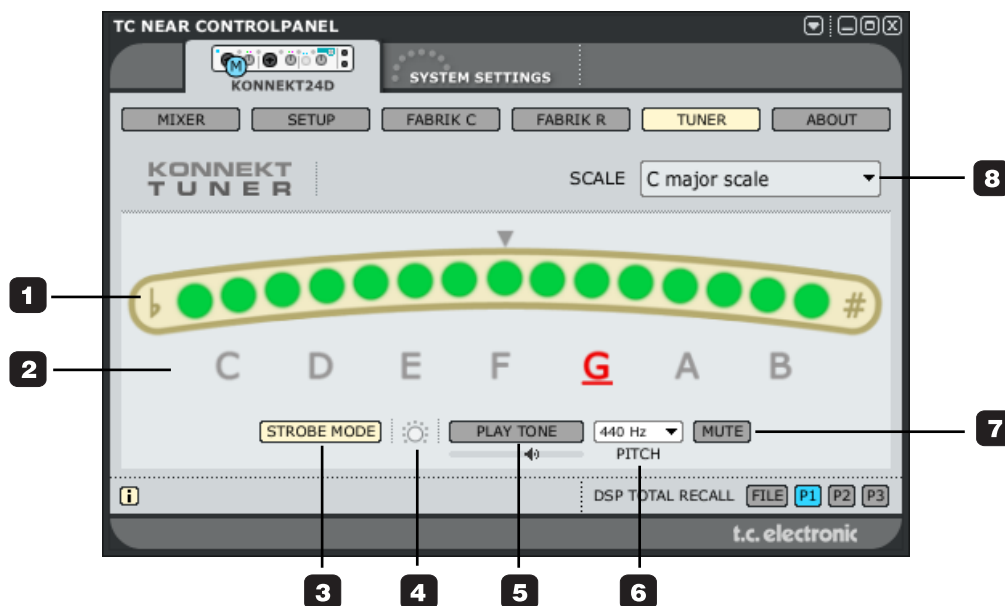 TC NEAR CONTROLPANEL
M
KONNEKT24D
SYSTEM SETTINGS
MIXER SETUP FABRIK C FABRIK R TUNER ABOUT
KONNEKT
TUNER
SCALE C major scale
8
1
♭ #
2
C D E F G A B
STROBE MODE PLAY TONE 440 Hz MUTE
7
PITCH
i
DSP TOTAL RECALL FILE P1 P2 P3
t.c. electronic
3 4 5 6